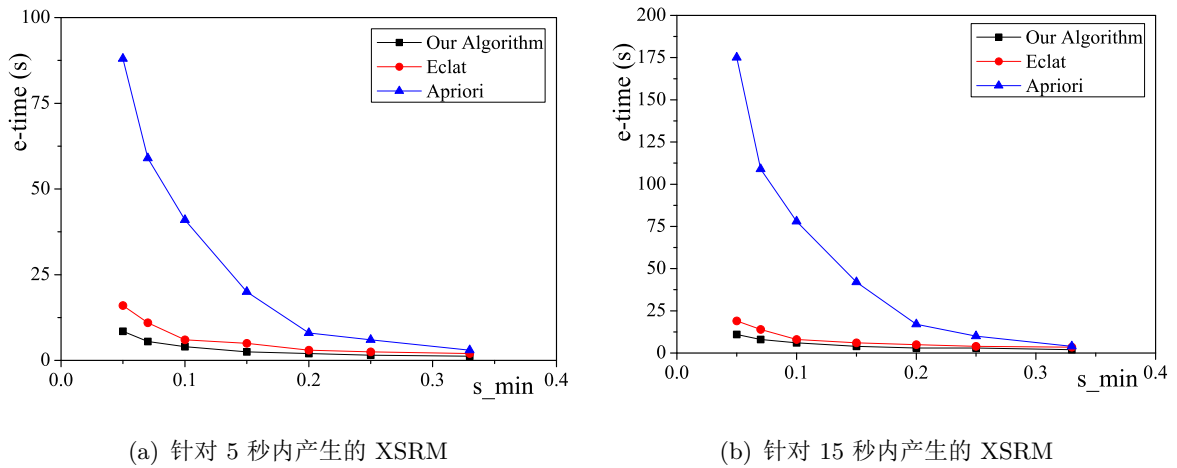 100
75
50
25
0
e-time (s)
Our Algorithm
Eclat
Apriori
0.0
0.1
0.2
0.3
0.4
s_min
(a) 针对 5 秒内产生的 XSRM
200
175
150
125
100
75
50
25
0
e-time (s)
Our Algorithm
Eclat
Apriori
0.0
0.1
0.2
0.3
0.4
s_min
(b) 针对 15 秒内产生的 XSRM